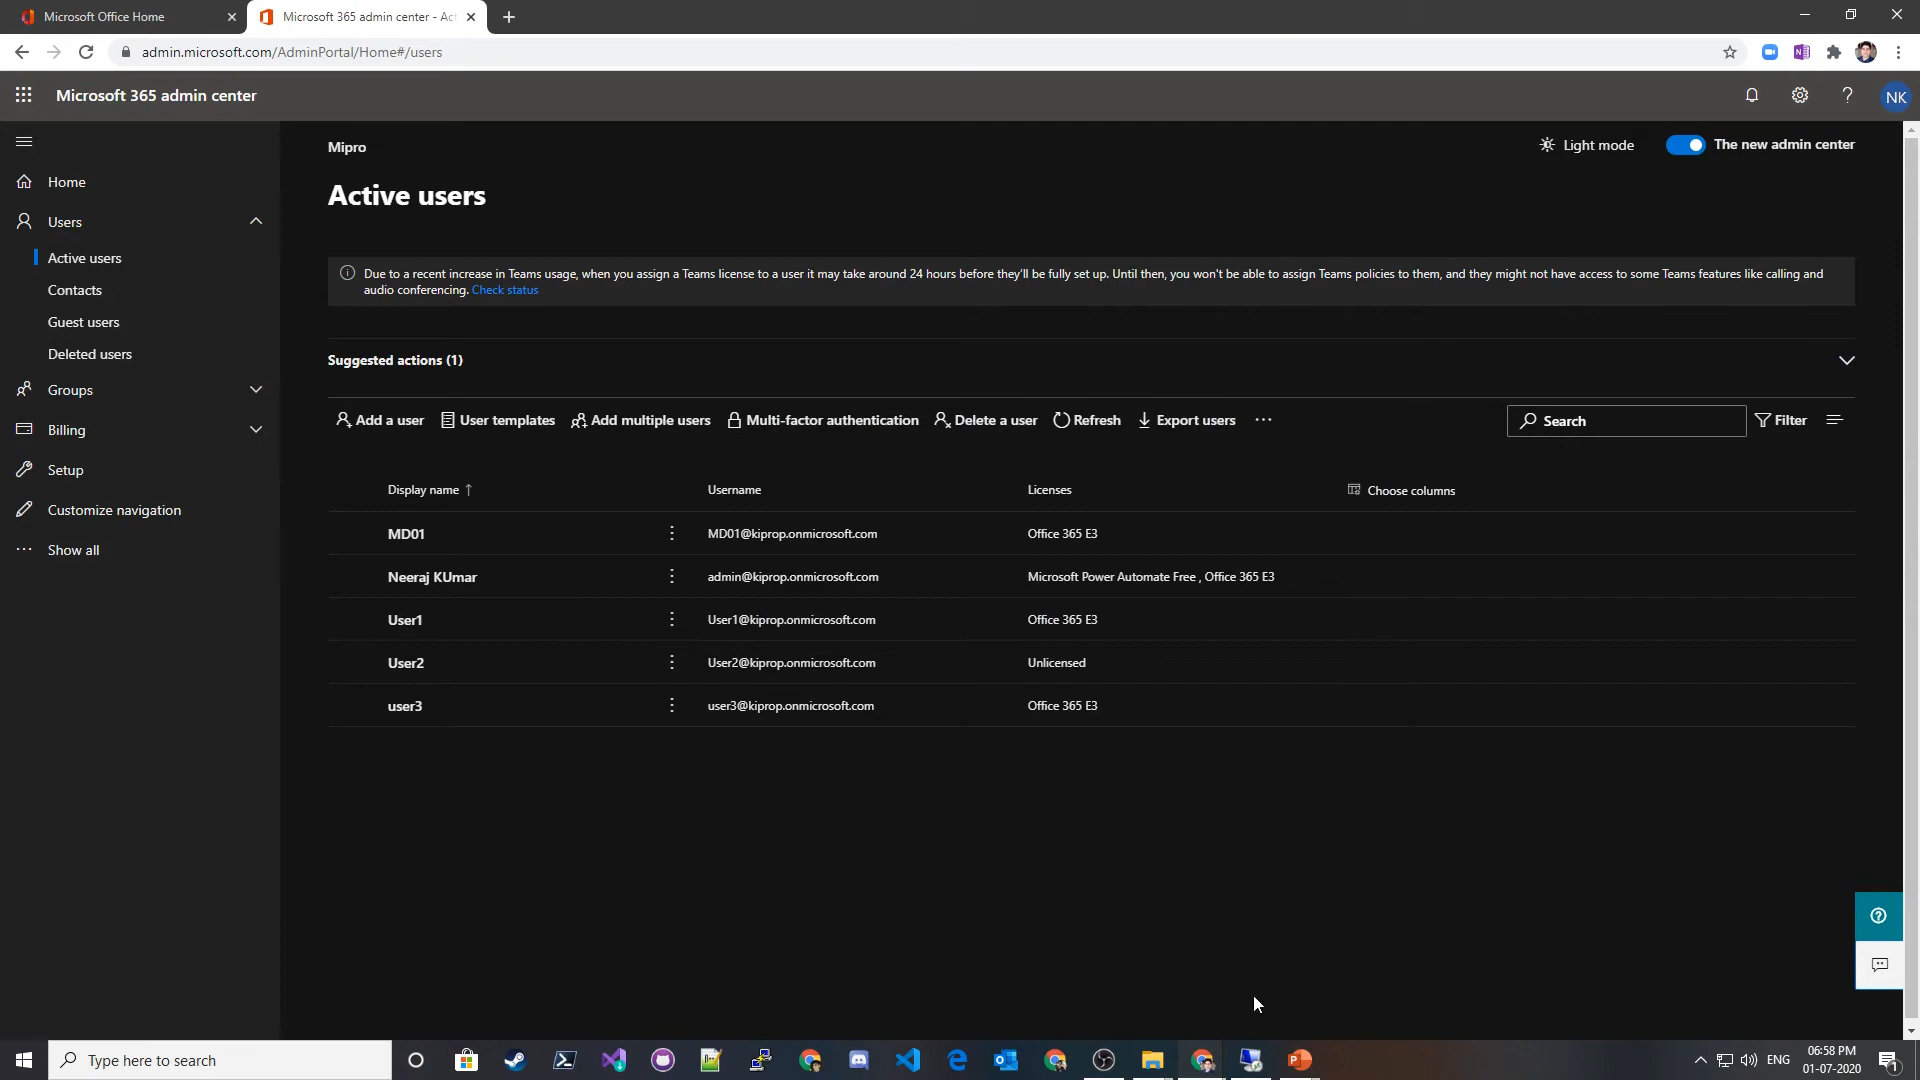 Microsoft Office Home
Microsoft 365 admin center - Act
admin.microsoft.com/AdminPortal/Home#/users
Microsoft 365 admin center
NK
Mipro
Light mode
The new admin center
Home
Users
Active users
Contacts
Guest users
Deleted users
Groups
Billing
Setup
Customize navigation
Show all
Active users
Due to a recent increase in Teams usage, when you assign a Teams license to a user it may take around 24 hours before they'll be fully set up. Until then, you won't be able to assign Teams policies to them, and they might not have access to some Teams features like calling and
audio conferencing. Check status
Suggested actions (1)
Add a user User templates Add multiple users Multi-factor authentication Delete a user Refresh Export users Search Filter
Display name ↑ Username Licenses Choose columns
MD01 MD01@kiprop.onmicrosoft.com Office 365 E3
Neeraj KUmar admin@kiprop.onmicrosoft.com Microsoft Power Automate Free , Office 365 E3
User1 User1@kiprop.onmicrosoft.com Office 365 E3
User2 User2@kiprop.onmicrosoft.com Unlicensed
user3 user3@kiprop.onmicrosoft.com Office 365 E3
Type here to search
ENG
06:58 PM
01-07-2020
1